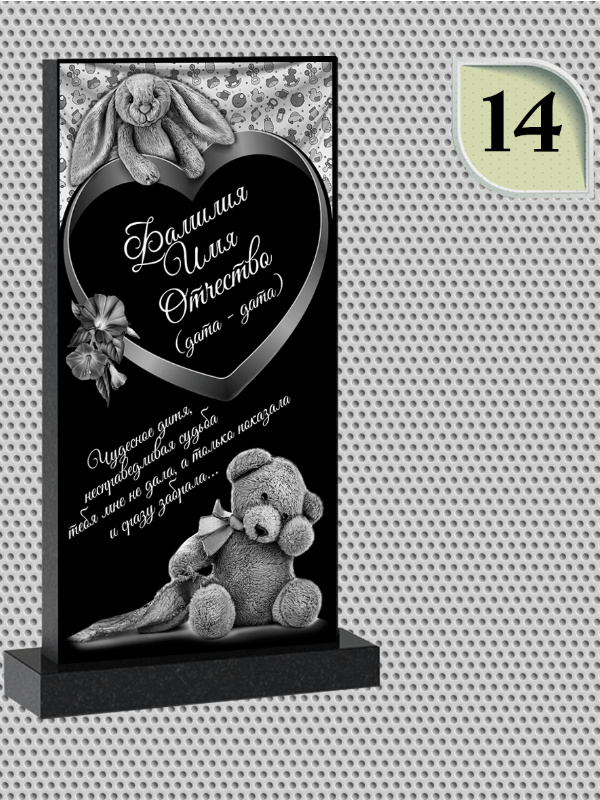 14
Фамилия
Имя
Отчество
(дата - дата)
Чудесное дитя,
несправедливая судьба
тебя мне не дала, а только показала
и сразу забрала...